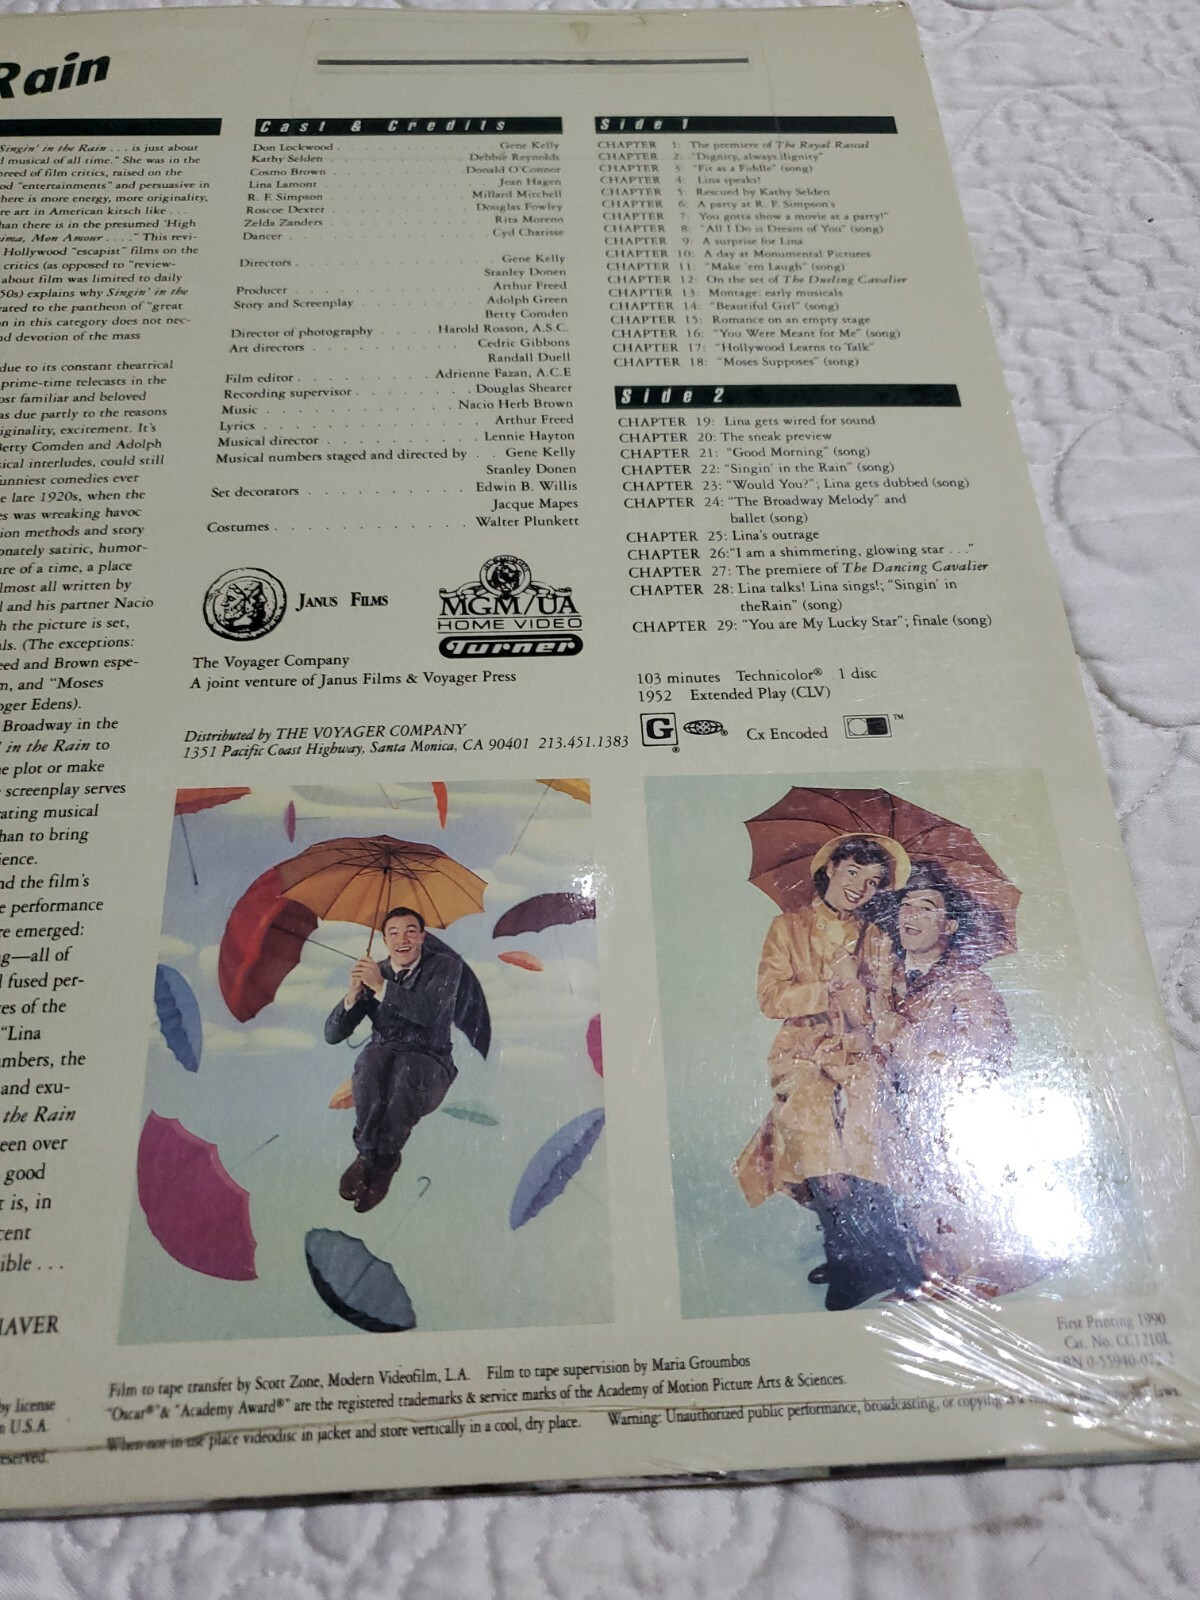 Rain
Singin' in the Rain . . . is just about
musical of all time." She was in the
breed of film critics, raised on the
"entertainments" and persuasive in
here is more energy, more originality,
re art in American kitsch like . . .
han there is in the presumed 'High
Mon Amour . . . ." This revi-
Hollywood "escapist" films on the
critics (as opposed to "review-
about film was limited to daily
50s) explains why Singin' in the
ated to the pantheon of "great
n in this category does not nec-
nd devotion of the mass
due to its constant theatrical
prime-time telecasts in the
ost familiar and beloved
as due partly to the reasons
iginality, excitement. It's
Betty Comden and Adolph
sical interludes, could still
unniest comedies ever
e late 1920s, when the
es was wreaking havoc
ion methods and story
onately satiric, humor-
re of a time, a place
lmost all written by
and his partner Nacio
h the picture is set,
als. (The exceptions:
eed and Brown espe-
n, and "Moses
oger Edens).
Broadway in the
in the Rain to
e plot or make
screenplay serves
rating musical
han to bring
ience.
nd the film's
e performance
re emerged:
g—all of
fused per-
res of the
"Lina
umbers, the
and exu-
the Rain
een over
good
t is, in
cent
ible . . .
HAVER
by license
U.S.A.
reserved.
Cast & Credits
Don Lockwood . . . . . . . . . . . . Gene Kelly
Kathy Selden . . . . . . . . . . Debbie Reynolds
Cosmo Brown . . . . . . . . . . Donald O'Connor
Lina Lamont . . . . . . . . . . . . Jean Hagen
R. F. Simpson . . . . . . . . . Millard Mitchell
Roscoe Dexter . . . . . . . . . . Douglas Fowley
Zelda Zanders . . . . . . . . . . . Rita Moreno
Dancer . . . . . . . . . . . . . . Cyd Charisse
Directors . . . . . . . . . . . . . Gene Kelly
Stanley Donen
Producer . . . . . . . . . . . . . Arthur Freed
Story and Screenplay . . . . . . . Adolph Green
Betty Comden
Director of photography . . . . . Harold Rosson, A.S.C.
Art directors . . . . . . . . . . Cedric Gibbons
Randall Duell
Film editor . . . . . . . . . Adrienne Fazan, A.C.E
Recording supervisor . . . . . . Douglas Shearer
Music . . . . . . . . . . . . . Nacio Herb Brown
Lyrics . . . . . . . . . . . . . . Arthur Freed
Musical director . . . . . . . . . Lennie Hayton
Musical numbers staged and directed by . . Gene Kelly
Stanley Donen
Set decorators . . . . . . . . . . Edwin B. Willis
Jacque Mapes
Costumes . . . . . . . . . . . . Walter Plunkett
JANUS FILMS
MGM/UA
HOME VIDEO
Turner
The Voyager Company
A joint venture of Janus Films & Voyager Press
Distributed by THE VOYAGER COMPANY
1351 Pacific Coast Highway, Santa Monica, CA 90401 213.451.1383
Side 1
CHAPTER 1: The premiere of The Royal Rascal
CHAPTER 2: "Dignity, always dignity"
CHAPTER 3: "Fit as a Fiddle" (song)
CHAPTER 4: Lina speaks!
CHAPTER 5: Rescued by Kathy Selden
CHAPTER 6: A party at R. F. Simpson's
CHAPTER 7: You gotta show a movie at a party!"
CHAPTER 8: "All I Do is Dream of You" (song)
CHAPTER 9: A surprise for Lina
CHAPTER 10: A day at Monumental Pictures
CHAPTER 11: "Make 'em Laugh" (song)
CHAPTER 12: On the set of The Dueling Cavalier
CHAPTER 13: Montage: early musicals
CHAPTER 14: "Beautiful Girl" (song)
CHAPTER 15: Romance on an empty stage
CHAPTER 16: "You Were Meant for Me" (song)
CHAPTER 17: "Hollywood Learns to Talk"
CHAPTER 18: "Moses Supposes" (song)
Side 2
CHAPTER 19: Lina gets wired for sound
CHAPTER 20: The sneak preview
CHAPTER 21: "Good Morning" (song)
CHAPTER 22: "Singin' in the Rain" (song)
CHAPTER 23: "Would You?"; Lina gets dubbed (song)
CHAPTER 24: "The Broadway Melody" and
ballet (song)
CHAPTER 25: Lina's outrage
CHAPTER 26:"I am a shimmering, glowing star . . ."
CHAPTER 27: The premiere of The Dancing Cavalier
CHAPTER 28: Lina talks! Lina sings!; "Singin' in
theRain" (song)
CHAPTER 29: "You are My Lucky Star"; finale (song)
103 minutes Technicolor® 1 disc
1952 Extended Play (CLV)
G® Cx Encoded ™
First Printing 1990
Cat. No. CC1210L
Film to tape transfer by Scott Zone, Modern Videofilm, L.A. Film to tape supervision by Maria Groumbos
"Oscar®"& "Academy Award®" are the registered trademarks & service marks of the Academy of Motion Picture Arts & Sciences.
When not in use place videodisc in jacket and store vertically in a cool, dry place. Warning: Unauthorized public performance, broadcasting, or copying is a laws.